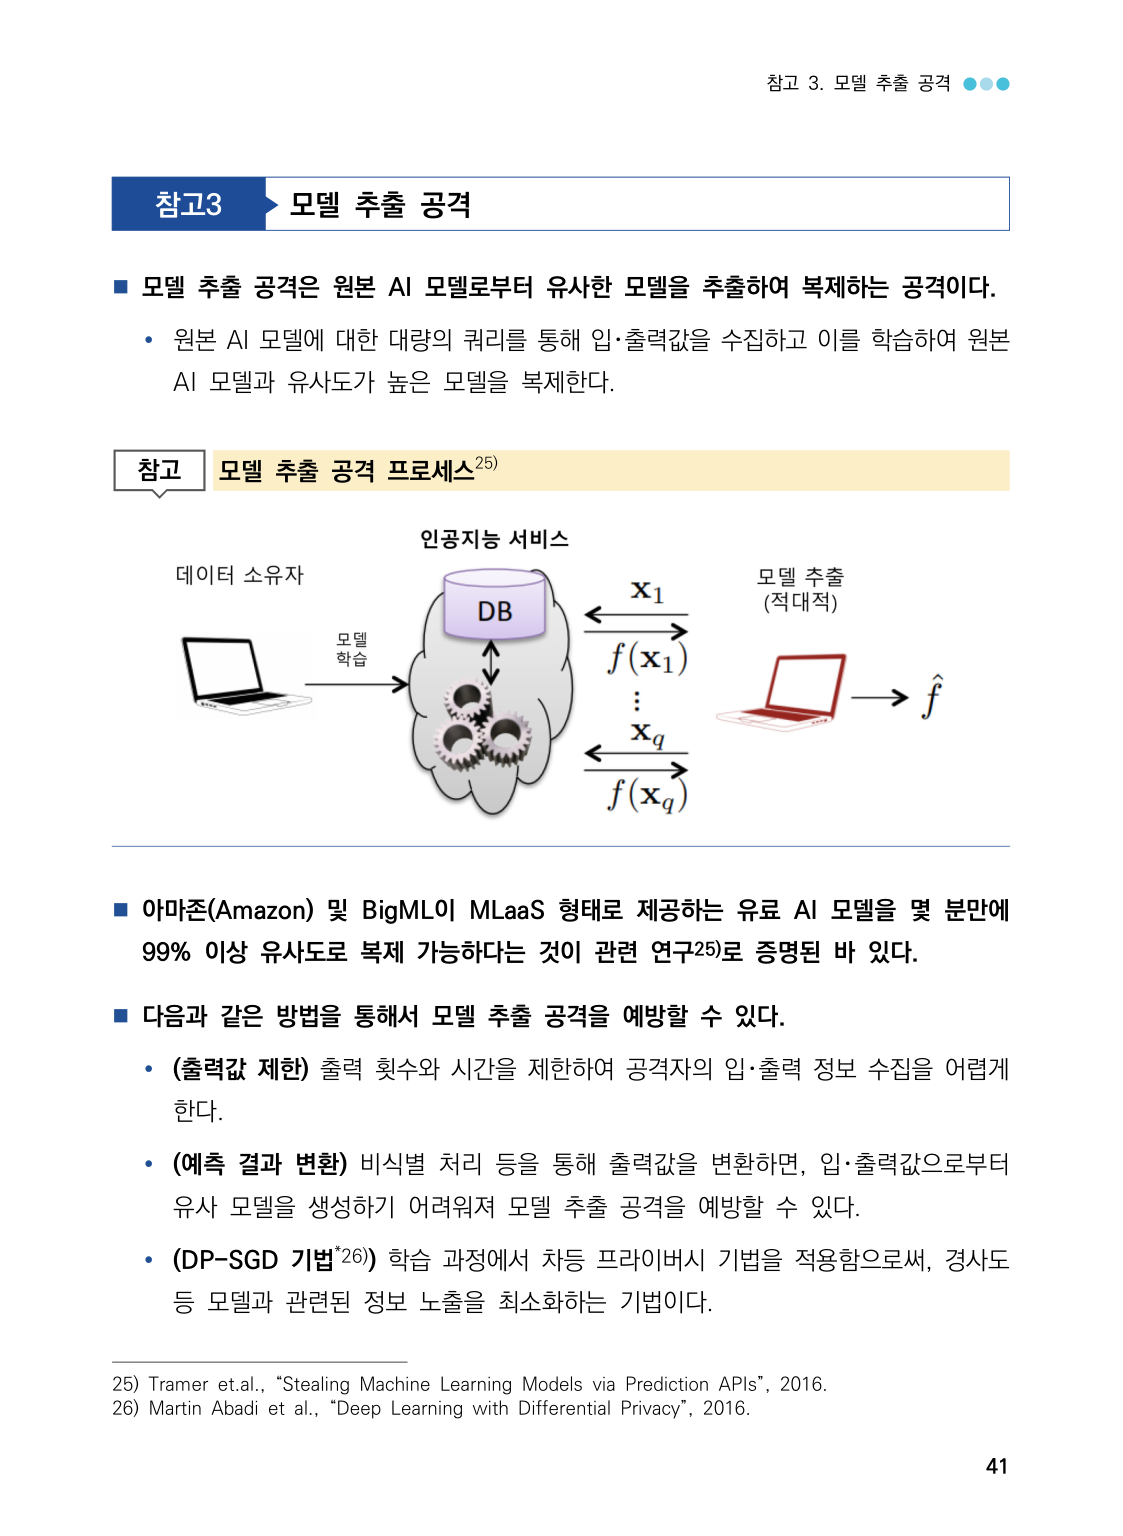 참고 3. 모델 추출 공격
참고3 모델 추출 공격
■ 모델 추출 공격은 원본 AI 모델로부터 유사한 모델을 추출하여 복제하는 공격이다.
• 원본 AI 모델에 대한 대량의 쿼리를 통해 입·출력값을 수집하고 이를 학습하여 원본
AI 모델과 유사도가 높은 모델을 복제한다.
참고 모델 추출 공격 프로세스25)
인공지능 서비스
데이터 소유자
모델 추출
(적대적)
DB
모델
학습
x1
f(x1)
⋮
xq
f(xq)
f̂
■ 아마존(Amazon) 및 BigML이 MLaaS 형태로 제공하는 유료 AI 모델을 몇 분만에
99% 이상 유사도로 복제 가능하다는 것이 관련 연구25)로 증명된 바 있다.
■ 다음과 같은 방법을 통해서 모델 추출 공격을 예방할 수 있다.
• (출력값 제한) 출력 횟수와 시간을 제한하여 공격자의 입·출력 정보 수집을 어렵게
한다.
• (예측 결과 변환) 비식별 처리 등을 통해 출력값을 변환하면, 입·출력값으로부터
유사 모델을 생성하기 어려워져 모델 추출 공격을 예방할 수 있다.
• (DP-SGD 기법*26)) 학습 과정에서 차등 프라이버시 기법을 적용함으로써, 경사도
등 모델과 관련된 정보 노출을 최소화하는 기법이다.
25) Tramer et.al., “Stealing Machine Learning Models via Prediction APIs”, 2016.
26) Martin Abadi et al., “Deep Learning with Differential Privacy”, 2016.
41